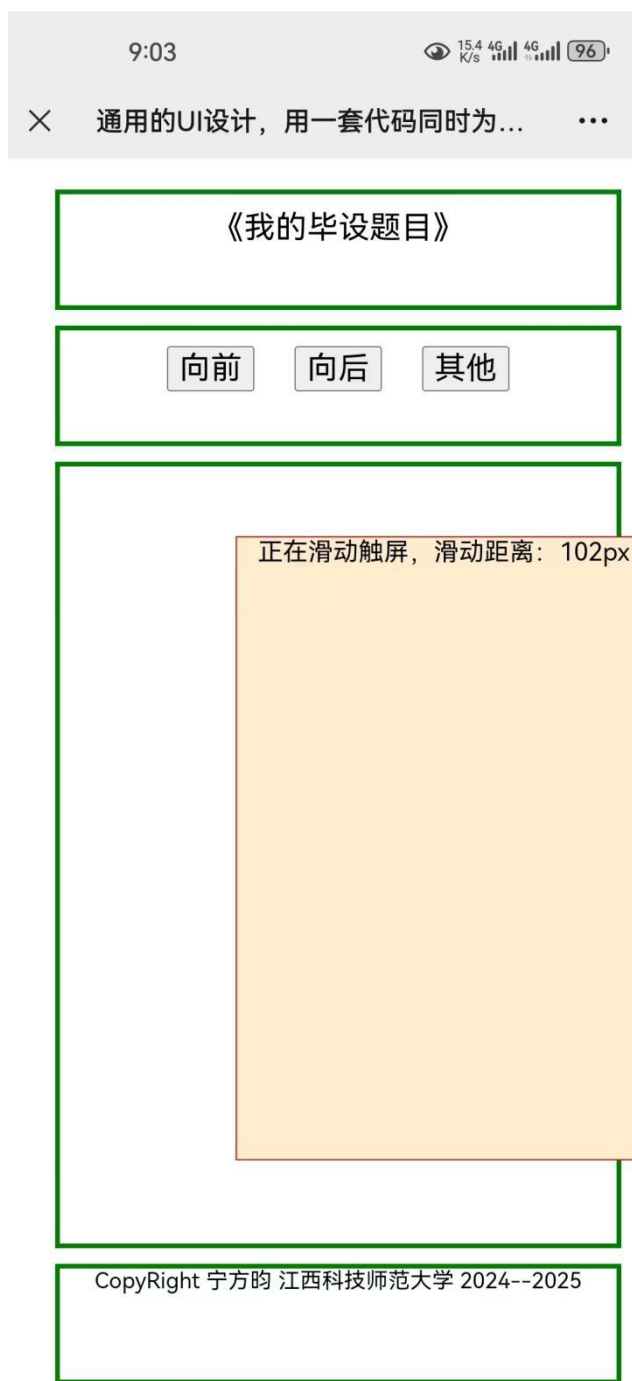 9:03 15.4 K/s 4G 4G 96
通用的UI设计，用一套代码同时为...
《我的毕设题目》
向前 向后 其他
正在滑动触屏，滑动距离：102px
CopyRight 宁方昀 江西科技师范大学 2024--2025